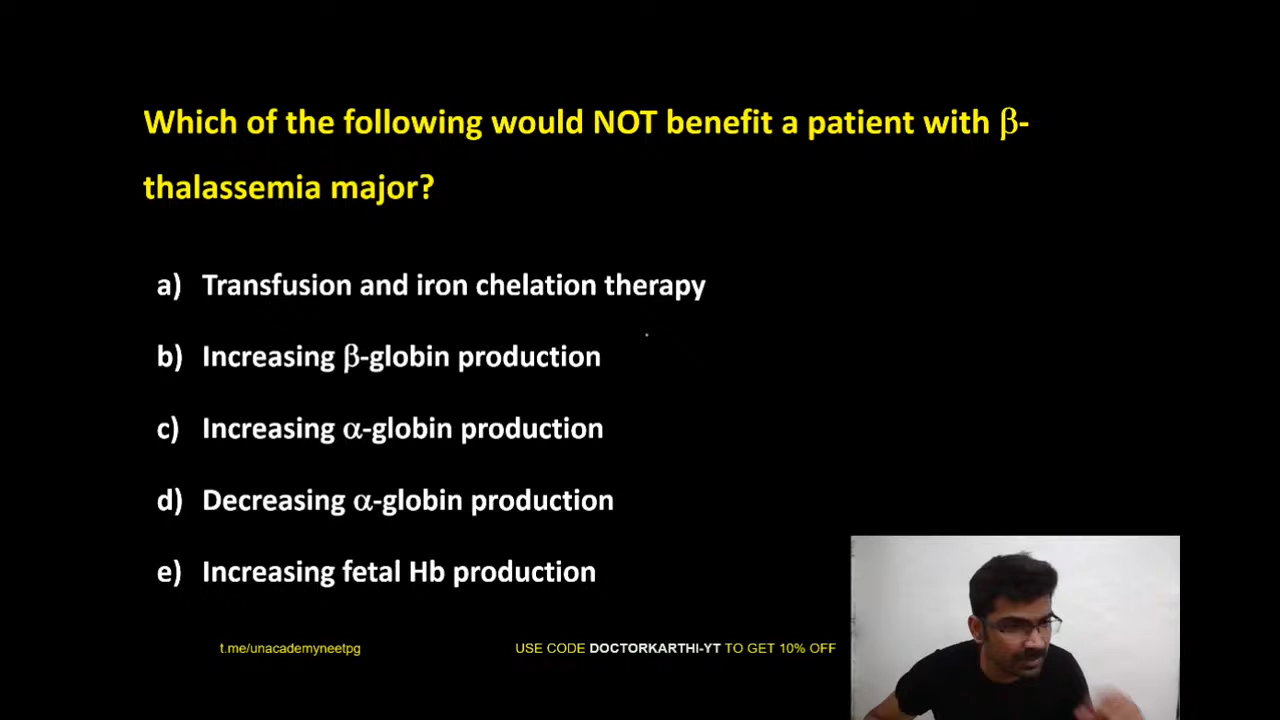 Which of the following would NOT benefit a patient with β-
thalassemia major?
a) Transfusion and iron chelation therapy
b) Increasing β-globin production
c) Increasing α-globin production
d) Decreasing α-globin production
e) Increasing fetal Hb production
t.me/unacademyneetpg
USE CODE DOCTORKARTHI-YT TO GET 10% OFF